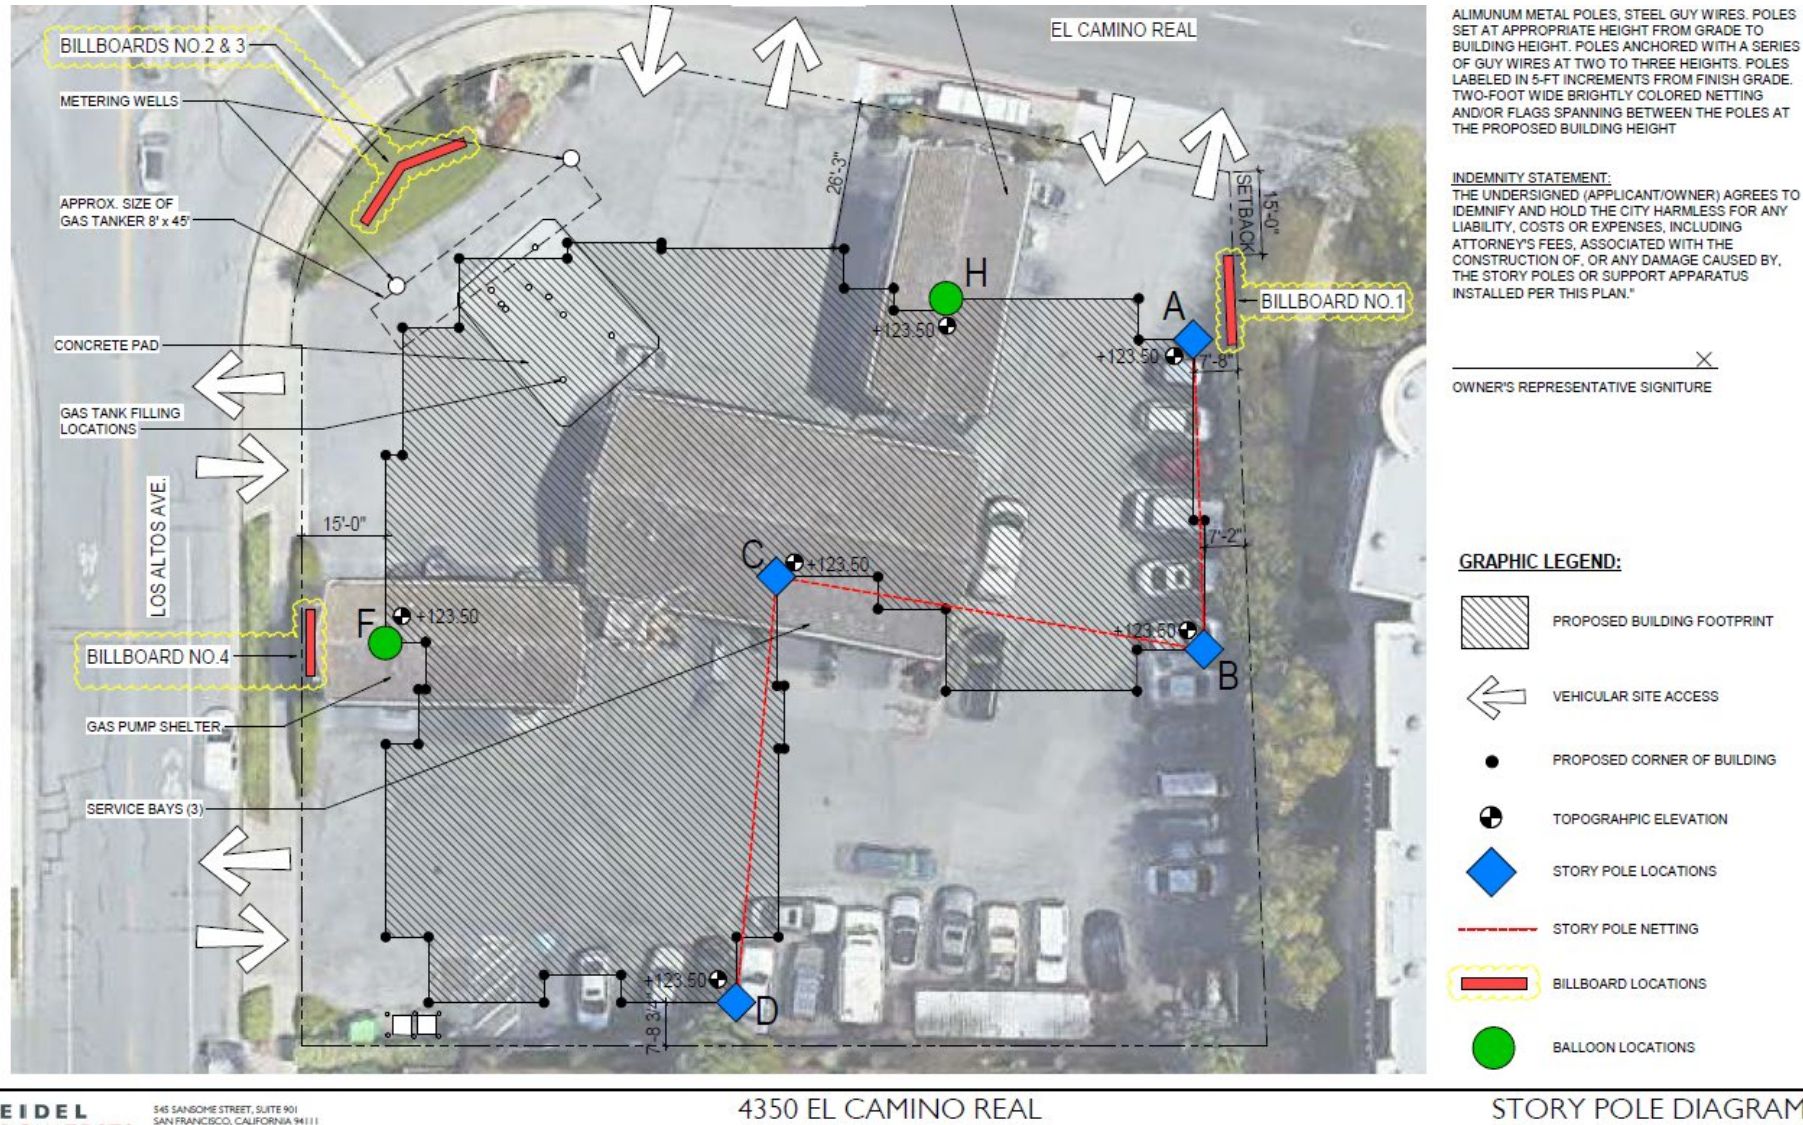 EL CAMINO REAL
BILLBOARDS NO.2 & 3
METERING WELLS
APPROX. SIZE OF
GAS TANKER 8' x 45'
CONCRETE PAD
GAS TANK FILLING
LOCATIONS
LOS ALTOS AVE.
15'-0"
26'-3"
SETBACK
15'-0"
H
+123.50
A
+123.50
7'-8"
BILLBOARD NO.1
7'-2"
C
+123.50
F
+123.50
BILLBOARD NO.4
+123.50
B
GAS PUMP SHELTER
SERVICE BAYS (3)
+123.50
D
7'-8 3/4"
ALIMUNUM METAL POLES, STEEL GUY WIRES. POLES
SET AT APPROPRIATE HEIGHT FROM GRADE TO
BUILDING HEIGHT. POLES ANCHORED WITH A SERIES
OF GUY WIRES AT TWO TO THREE HEIGHTS. POLES
LABELED IN 5-FT INCREMENTS FROM FINISH GRADE.
TWO-FOOT WIDE BRIGHTLY COLORED NETTING
AND/OR FLAGS SPANNING BETWEEN THE POLES AT
THE PROPOSED BUILDING HEIGHT
INDEMNITY STATEMENT:
THE UNDERSIGNED (APPLICANT/OWNER) AGREES TO
IDEMNIFY AND HOLD THE CITY HARMLESS FOR ANY
LIABILITY, COSTS OR EXPENSES, INCLUDING
ATTORNEY'S FEES, ASSOCIATED WITH THE
CONSTRUCTION OF, OR ANY DAMAGE CAUSED BY,
THE STORY POLES OR SUPPORT APPARATUS
INSTALLED PER THIS PLAN."
X
OWNER'S REPRESENTATIVE SIGNITURE
GRAPHIC LEGEND:
PROPOSED BUILDING FOOTPRINT
VEHICULAR SITE ACCESS
PROPOSED CORNER OF BUILDING
TOPOGRAHPIC ELEVATION
STORY POLE LOCATIONS
STORY POLE NETTING
BILLBOARD LOCATIONS
BALLOON LOCATIONS
EIDEL
545 SANSOME STREET, SUITE 901
SAN FRANCISCO, CALIFORNIA 94111
4350 EL CAMINO REAL
STORY POLE DIAGRAM